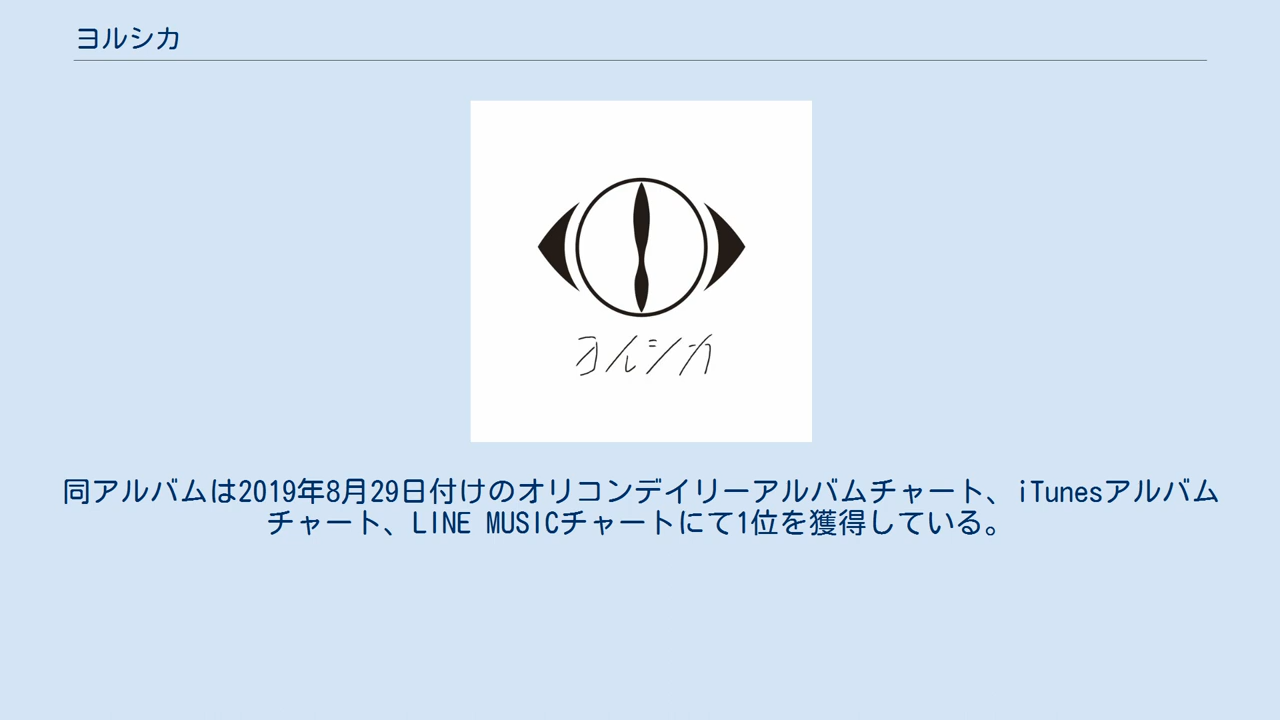 ヨルシカ
ヨルシカ
同アルバムは2019年8月29日付けのオリコンデイリーアルバムチャート、iTunesアルバム
チャート、LINE MUSICチャートにて1位を獲得している。